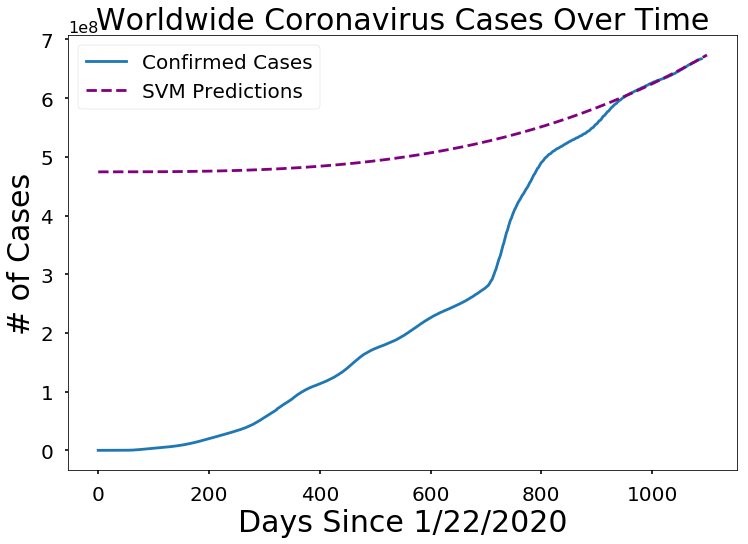 Worldwide Coronavirus Cases Over Time
1e8
Confirmed Cases
SVM Predictions
7
6
5
4
3
2
1
0
# of Cases
0 200 400 600 800 1000
Days Since 1/22/2020